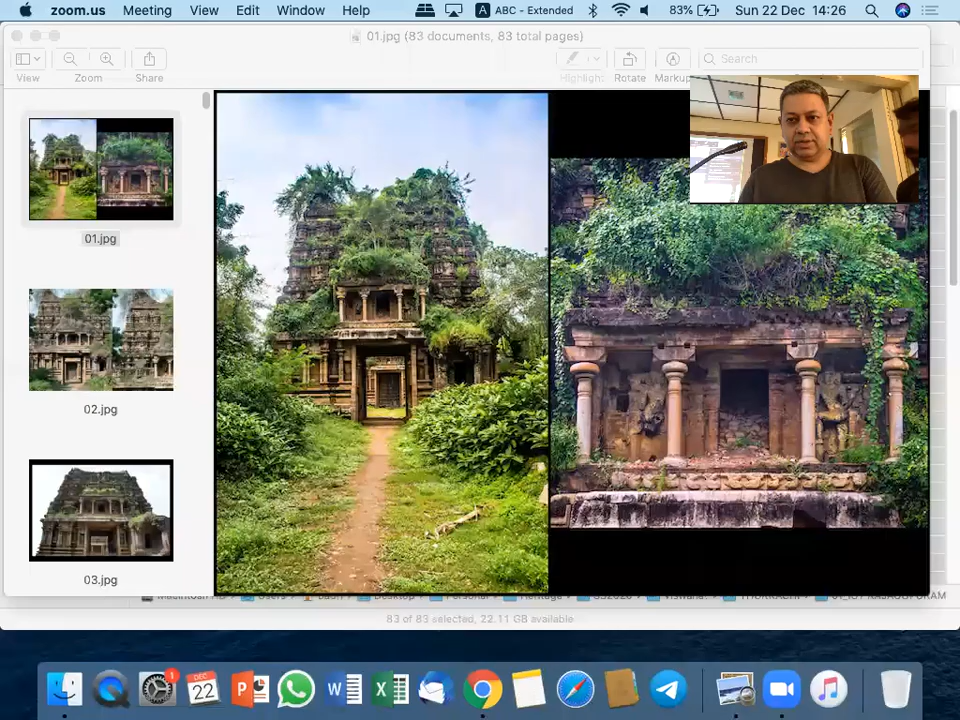 zoom.us Meeting View Edit Window Help A ABC - Extended 83% Sun 22 Dec 14:26
01.jpg (83 documents, 83 total pages)
Search
View Zoom Share Highlight Rotate Markup
01.jpg
02.jpg
03.jpg
83 of 83 selected, 22.11 GB available
1
DEC
22
P
W
X